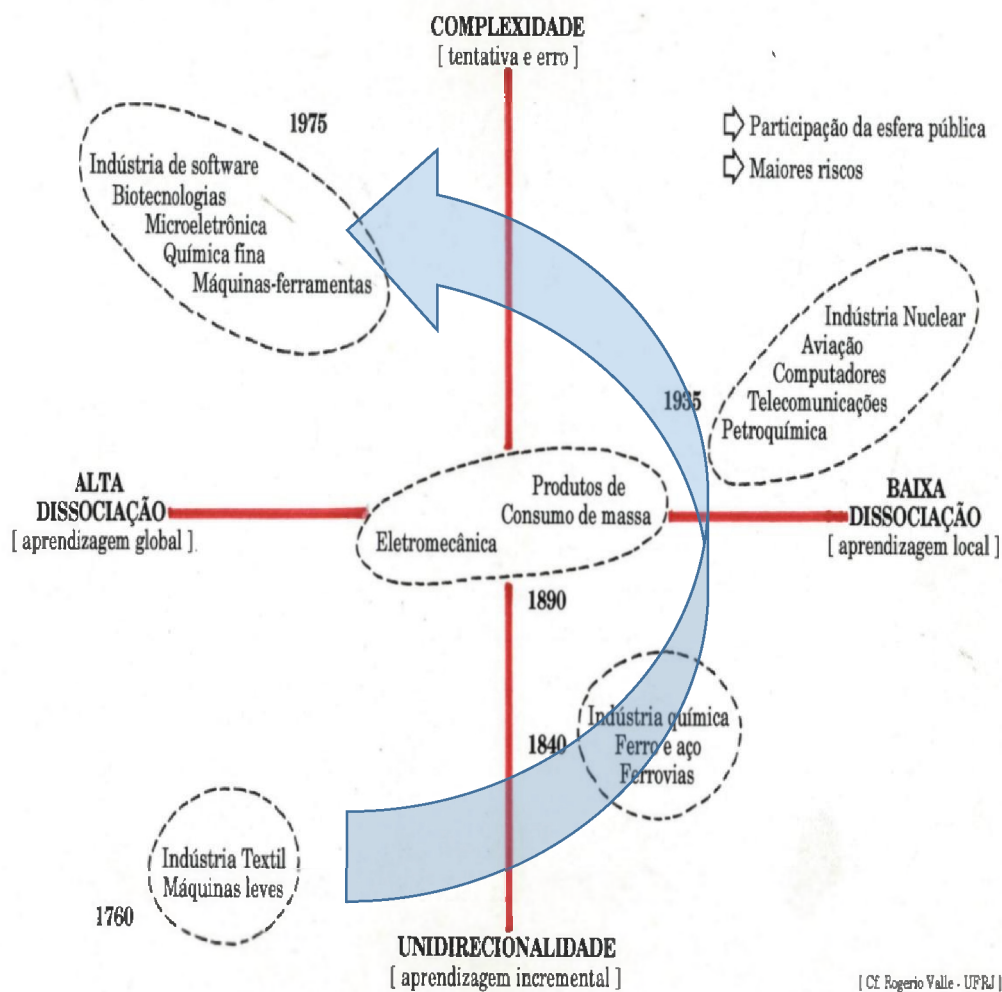 COMPLEXIDADE
[ tentativa e erro ]
1975
Indústria de software
Biotecnologias
Microeletrônica
Química fina
Máquinas-ferramentas
Participação da esfera pública
Maiores riscos
Indústria Nuclear
Aviação
Computadores
Telecomunicações
Petroquímica
1935
ALTA
DISSOCIAÇÃO
[ aprendizagem global ]
Produtos de
Consumo de massa
Eletromecânica
BAIXA
DISSOCIAÇÃO
[ aprendizagem local ]
1890
Indústria química
Ferro e aço
Ferrovias
1840
Indústria Textil
Máquinas leves
1760
UNIDIRECIONALIDADE
[ aprendizagem incremental ]
[ Cf. Rogerio Valle - UFRJ ]